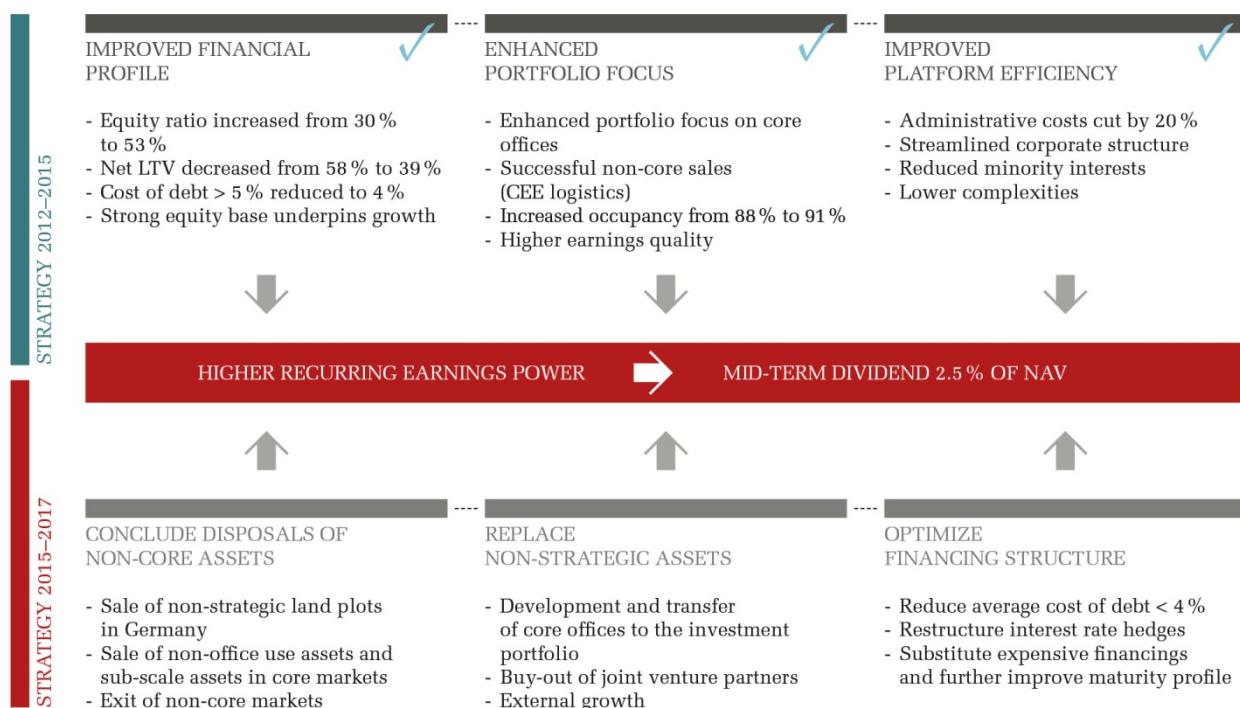 STRATEGY 2012–2015
IMPROVED FINANCIAL
PROFILE
- Equity ratio increased from 30 %
to 53 %
- Net LTV decreased from 58 % to 39 %
- Cost of debt > 5 % reduced to 4 %
- Strong equity base underpins growth
ENHANCED
PORTFOLIO FOCUS
- Enhanced portfolio focus on core
offices
- Successful non-core sales
(CEE logistics)
- Increased occupancy from 88 % to 91 %
- Higher earnings quality
IMPROVED
PLATFORM EFFICIENCY
- Administrative costs cut by 20 %
- Streamlined corporate structure
- Reduced minority interests
- Lower complexities
HIGHER RECURRING EARNINGS POWER
MID-TERM DIVIDEND 2.5 % OF NAV
STRATEGY 2015–2017
CONCLUDE DISPOSALS OF
NON-CORE ASSETS
- Sale of non-strategic land plots
in Germany
- Sale of non-office use assets and
sub-scale assets in core markets
- Exit of non-core markets
REPLACE
NON-STRATEGIC ASSETS
- Development and transfer
of core offices to the investment
portfolio
- Buy-out of joint venture partners
- External growth
OPTIMIZE
FINANCING STRUCTURE
- Reduce average cost of debt < 4 %
- Restructure interest rate hedges
- Substitute expensive financings
and further improve maturity profile